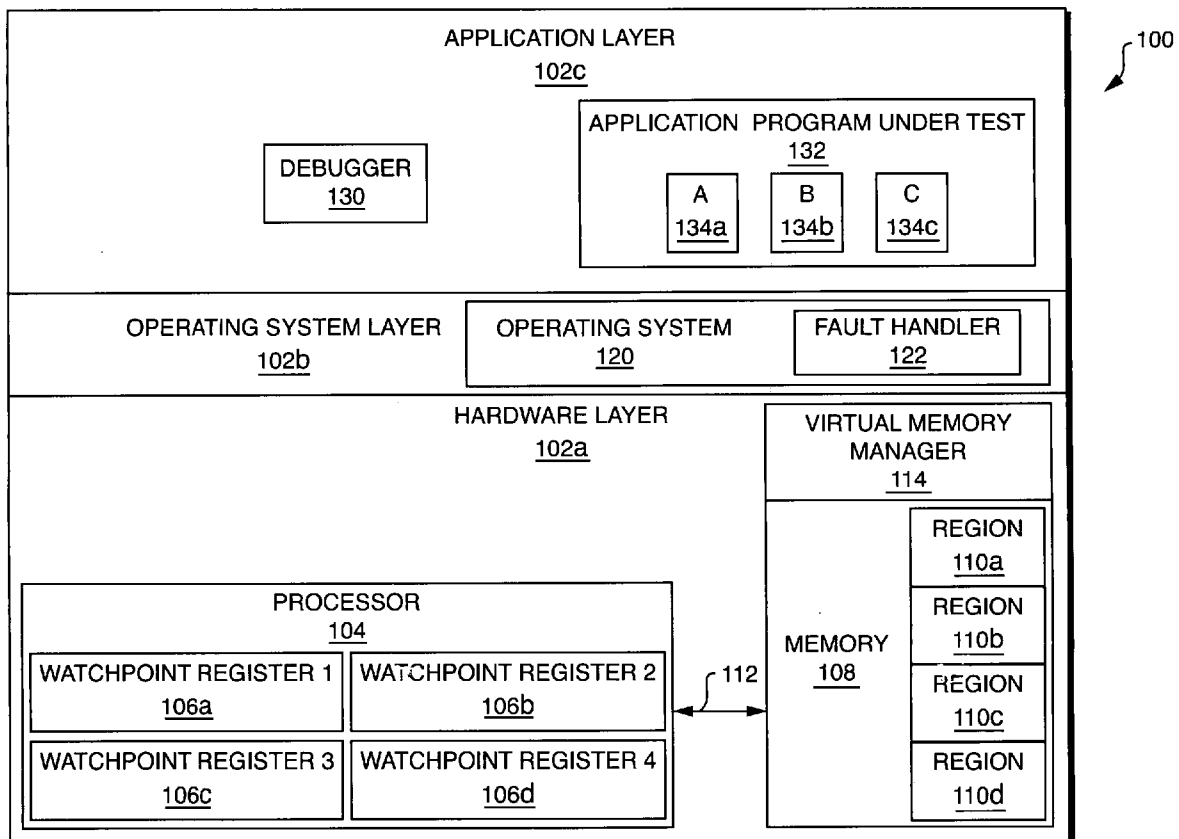 APPLICATION LAYER
102c
100
APPLICATION PROGRAM UNDER TEST
132
DEBUGGER
130
A
134a
B
134b
C
134c
OPERATING SYSTEM LAYER
102b
OPERATING SYSTEM
120
FAULT HANDLER
122
HARDWARE LAYER
102a
VIRTUAL MEMORY
MANAGER
114
PROCESSOR
104
WATCHPOINT REGISTER 1
106a
WATCHPOINT REGISTER 2
106b
WATCHPOINT REGISTER 3
106c
WATCHPOINT REGISTER 4
106d
112
MEMORY
108
REGION
110a
REGION
110b
REGION
110c
REGION
110d